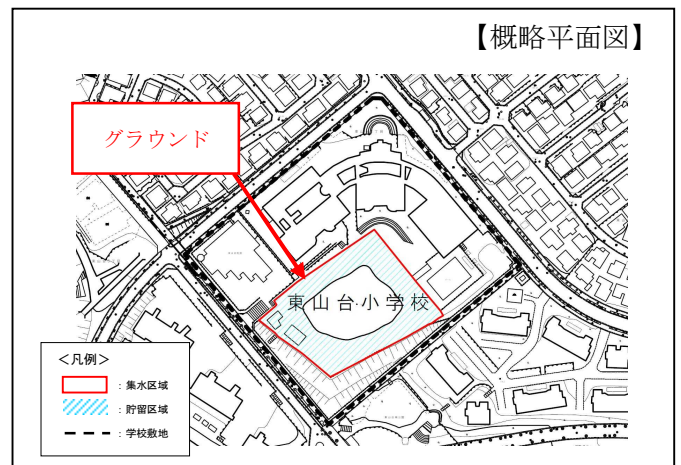 【概略平面図】
グラウンド
東山台小学校
＜凡例＞
：集水区域
：貯留区域
：学校敷地